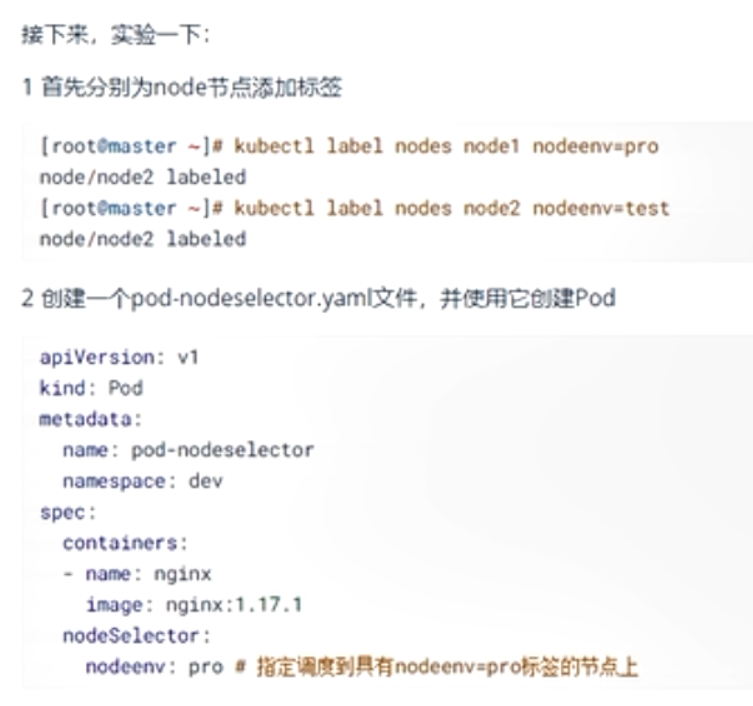 接下来，实验一下：
1 首先分别为node节点添加标签
[root@master ~]# kubectl label nodes node1 nodeenv=pro
node/node2 labeled
[root@master ~]# kubectl label nodes node2 nodeenv=test
node/node2 labeled
2 创建一个pod-nodeselector.yaml文件，并使用它创建Pod
apiVersion: v1
kind: Pod
metadata:
  name: pod-nodeselector
  namespace: dev
spec:
  containers:
  - name: nginx
    image: nginx:1.17.1
  nodeSelector:
    nodeenv: pro # 指定调度到具有nodeenv=pro标签的节点上